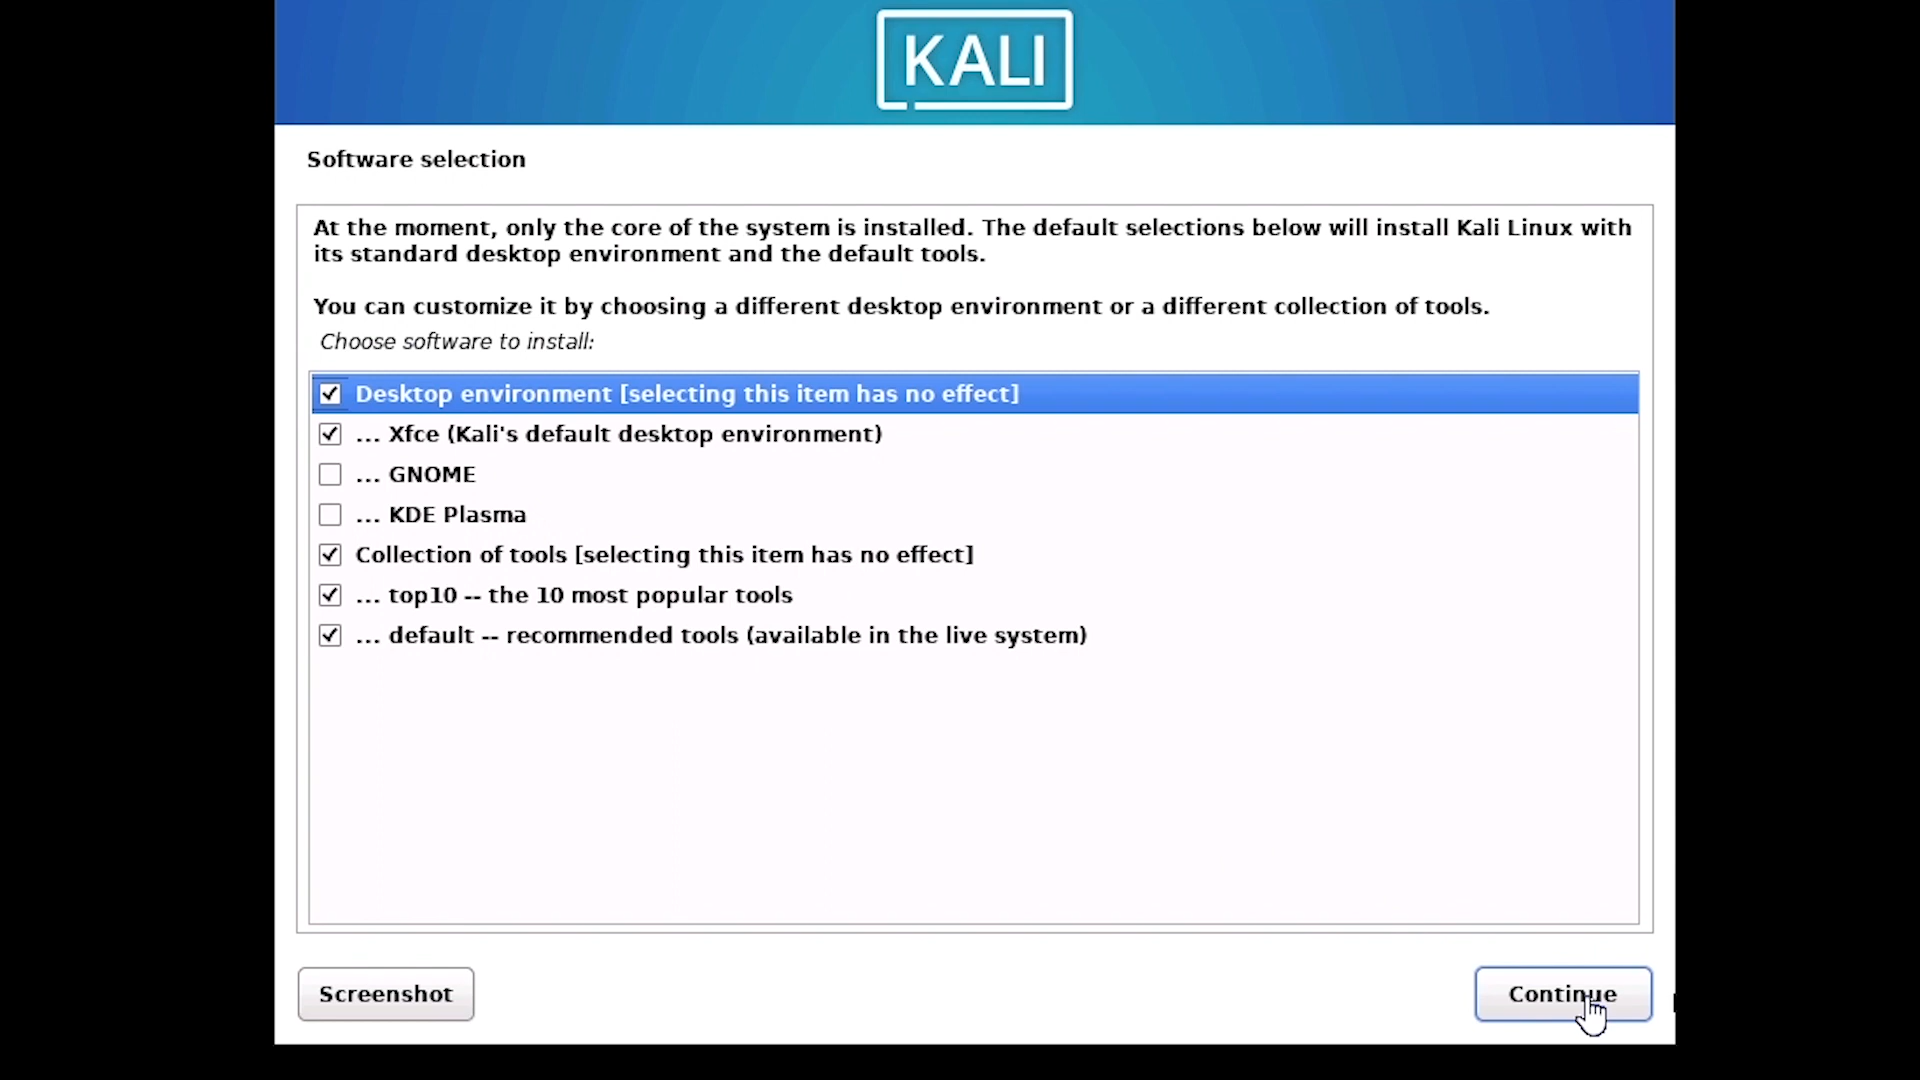 KALI
Software selection
At the moment, only the core of the system is installed. The default selections below will install Kali Linux with
its standard desktop environment and the default tools.
You can customize it by choosing a different desktop environment or a different collection of tools.
Choose software to install:
Desktop environment [selecting this item has no effect]
... Xfce (Kali's default desktop environment)
... GNOME
... KDE Plasma
Collection of tools [selecting this item has no effect]
... top10 -- the 10 most popular tools
... default -- recommended tools (available in the live system)
Screenshot
Continue